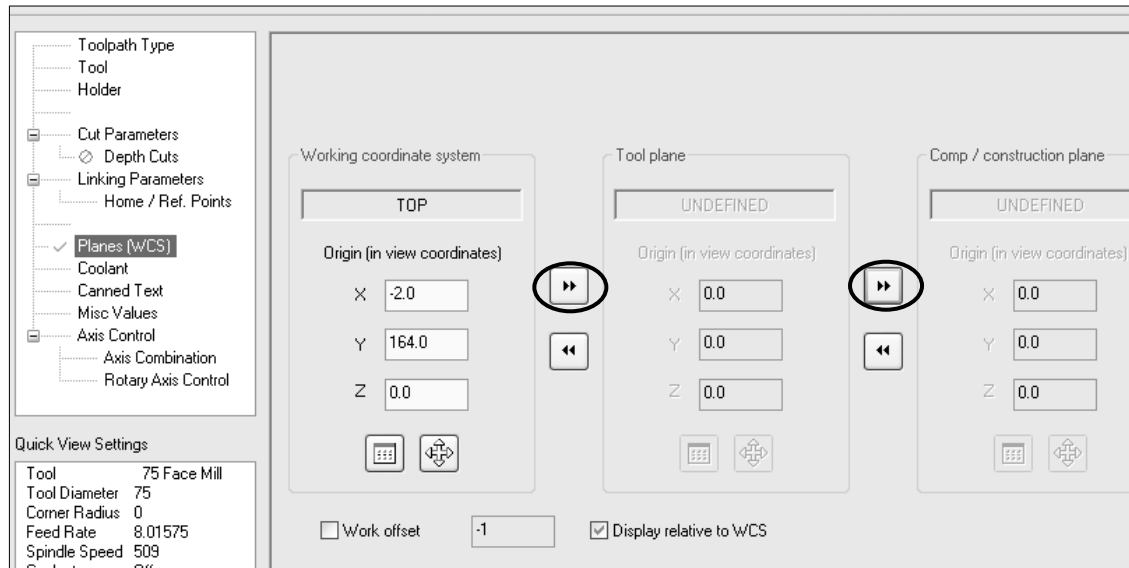 Toolpath Type
Tool
Holder
Cut Parameters
Depth Cuts
Linking Parameters
Home / Ref. Points
Planes (WCS)
Coolant
Canned Text
Misc Values
Axis Control
Axis Combination
Rotary Axis Control
Quick View Settings
Tool 75 Face Mill
Tool Diameter 75
Corner Radius 0
Feed Rate 8.01575
Spindle Speed 509
Working coordinate system
TOP
Origin (in view coordinates)
X -2.0
Y 164.0
Z 0.0
Tool plane
UNDEFINED
Origin (in view coordinates)
X 0.0
Y 0.0
Z 0.0
Comp / construction plane
UNDEFINED
Origin (in view coordinates)
X 0.0
Y 0.0
Z 0.0
Work offset -1
Display relative to WCS